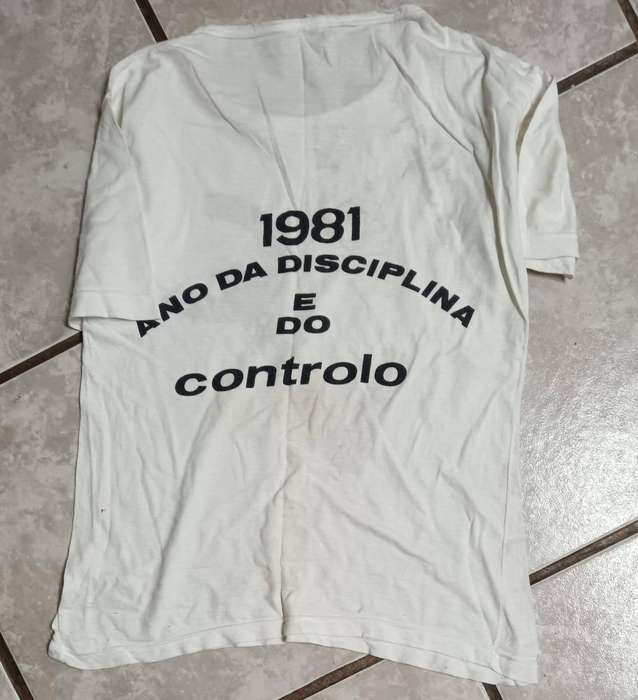 1981
ANO DA DISCIPLINA
E
DO
controlo